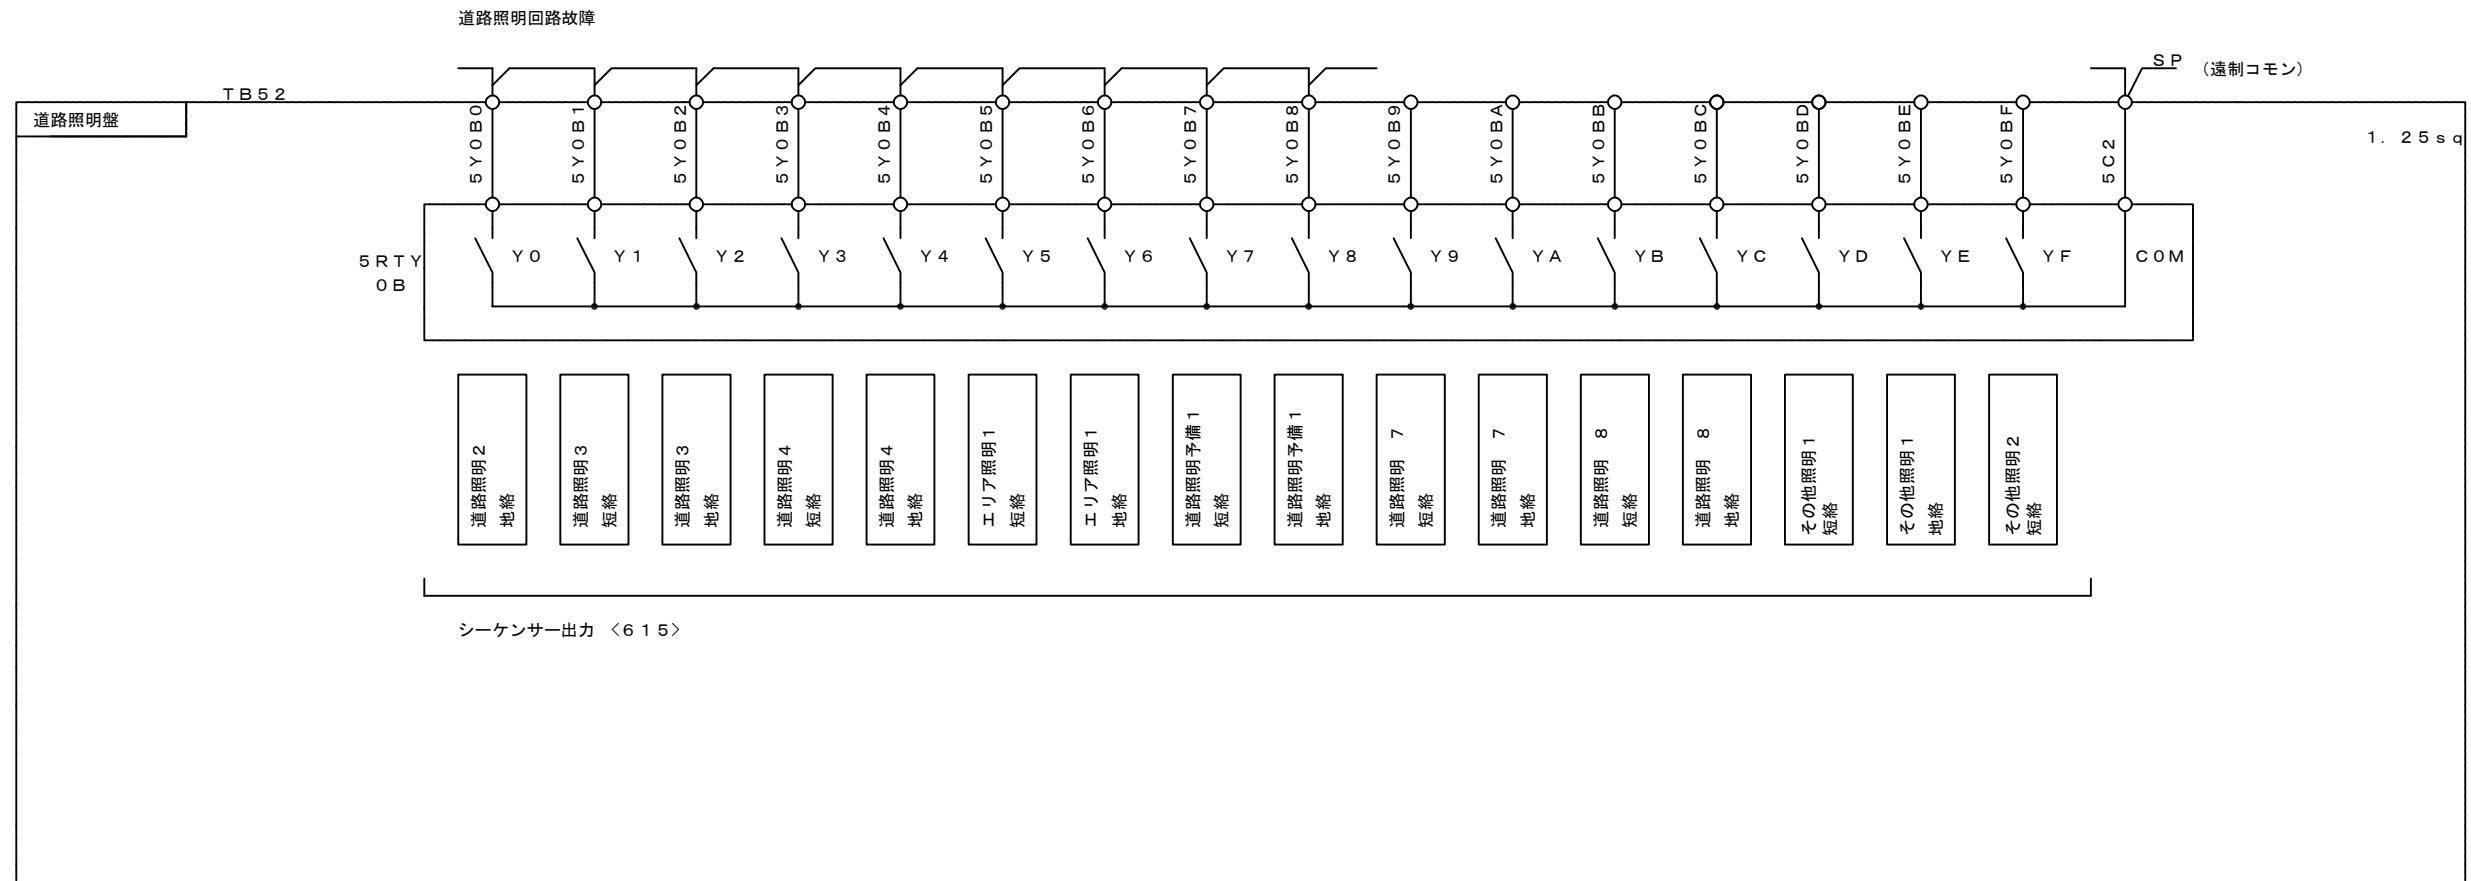 道路照明回路故障
SP
(遠制コモン)
TB52
道路照明盤
1. 25sq
5Y0B0
5Y0B1
5Y0B2
5Y0B3
5Y0B4
5Y0B5
5Y0B6
5Y0B7
5Y0B8
5Y0B9
5Y0BA
5Y0BB
5Y0BC
5Y0BD
5Y0BE
5Y0BF
5C2
5RTY
0B
Y0
Y1
Y2
Y3
Y4
Y5
Y6
Y7
Y8
Y9
YA
YB
YC
YD
YE
YF
C0M
道路照明2
地絡
道路照明3
短絡
道路照明3
地絡
道路照明4
短絡
道路照明4
地絡
エリア照明1
短絡
エリア照明1
地絡
道路照明予備1
短絡
道路照明予備1
地絡
道路照明 7
短絡
道路照明 7
地絡
道路照明 8
短絡
道路照明 8
地絡
その他照明1
短絡
その他照明1
地絡
その他照明2
短絡
シーケンサー出力 <615>